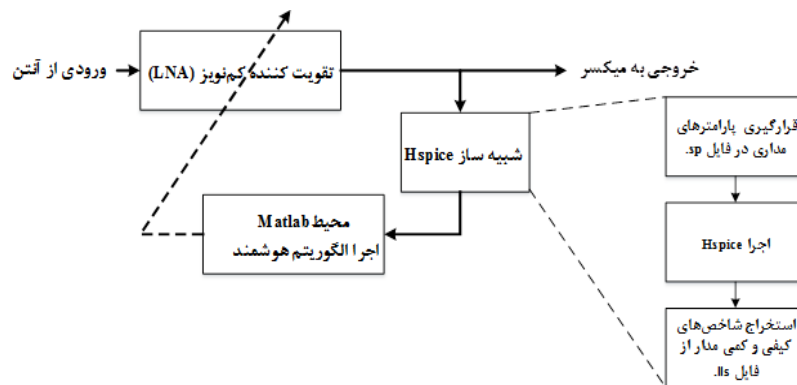 ورودی از آنتن
تقویت کننده کم‌نویز (LNA)
خروجی به میکسر
شبیه ساز Hspice
محیط Matlab
اجرا الگوریتم هوشمند
قرارگیری پارامترهای
مداری در فایل sp.
اجرا Hspice
استخراج شاخص‌های
کیفی و کمی مدار از
فایل lis.